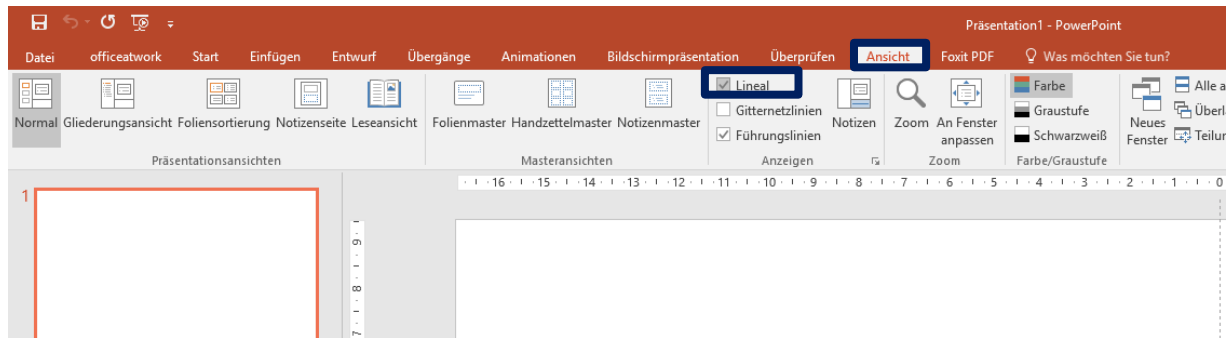 Präsentation1 - PowerPoint
Datei officeatwork Start Einfügen Entwurf Übergänge Animationen Bildschirmpräsentation Überprüfen Ansicht Foxit PDF Was möchten Sie tun?
Normal Gliederungsansicht Foliensortierung Notizenseite Leseansicht
Präsentationsansichten
Folienmaster Handzettelmaster Notizenmaster
Masteransichten
Lineal
Gitternetzlinien
Führungslinien
Notizen
Anzeigen
Zoom An Fenster
anpassen
Zoom
Farbe
Graustufe
Schwarzweiß
Farbe/Graustufe
Neues
Fenster
Alle a
Überl
Teilun
16 15 14 13 12 11 10 9 8 7 6 5 4 3 2 1 0
1
9
8
7